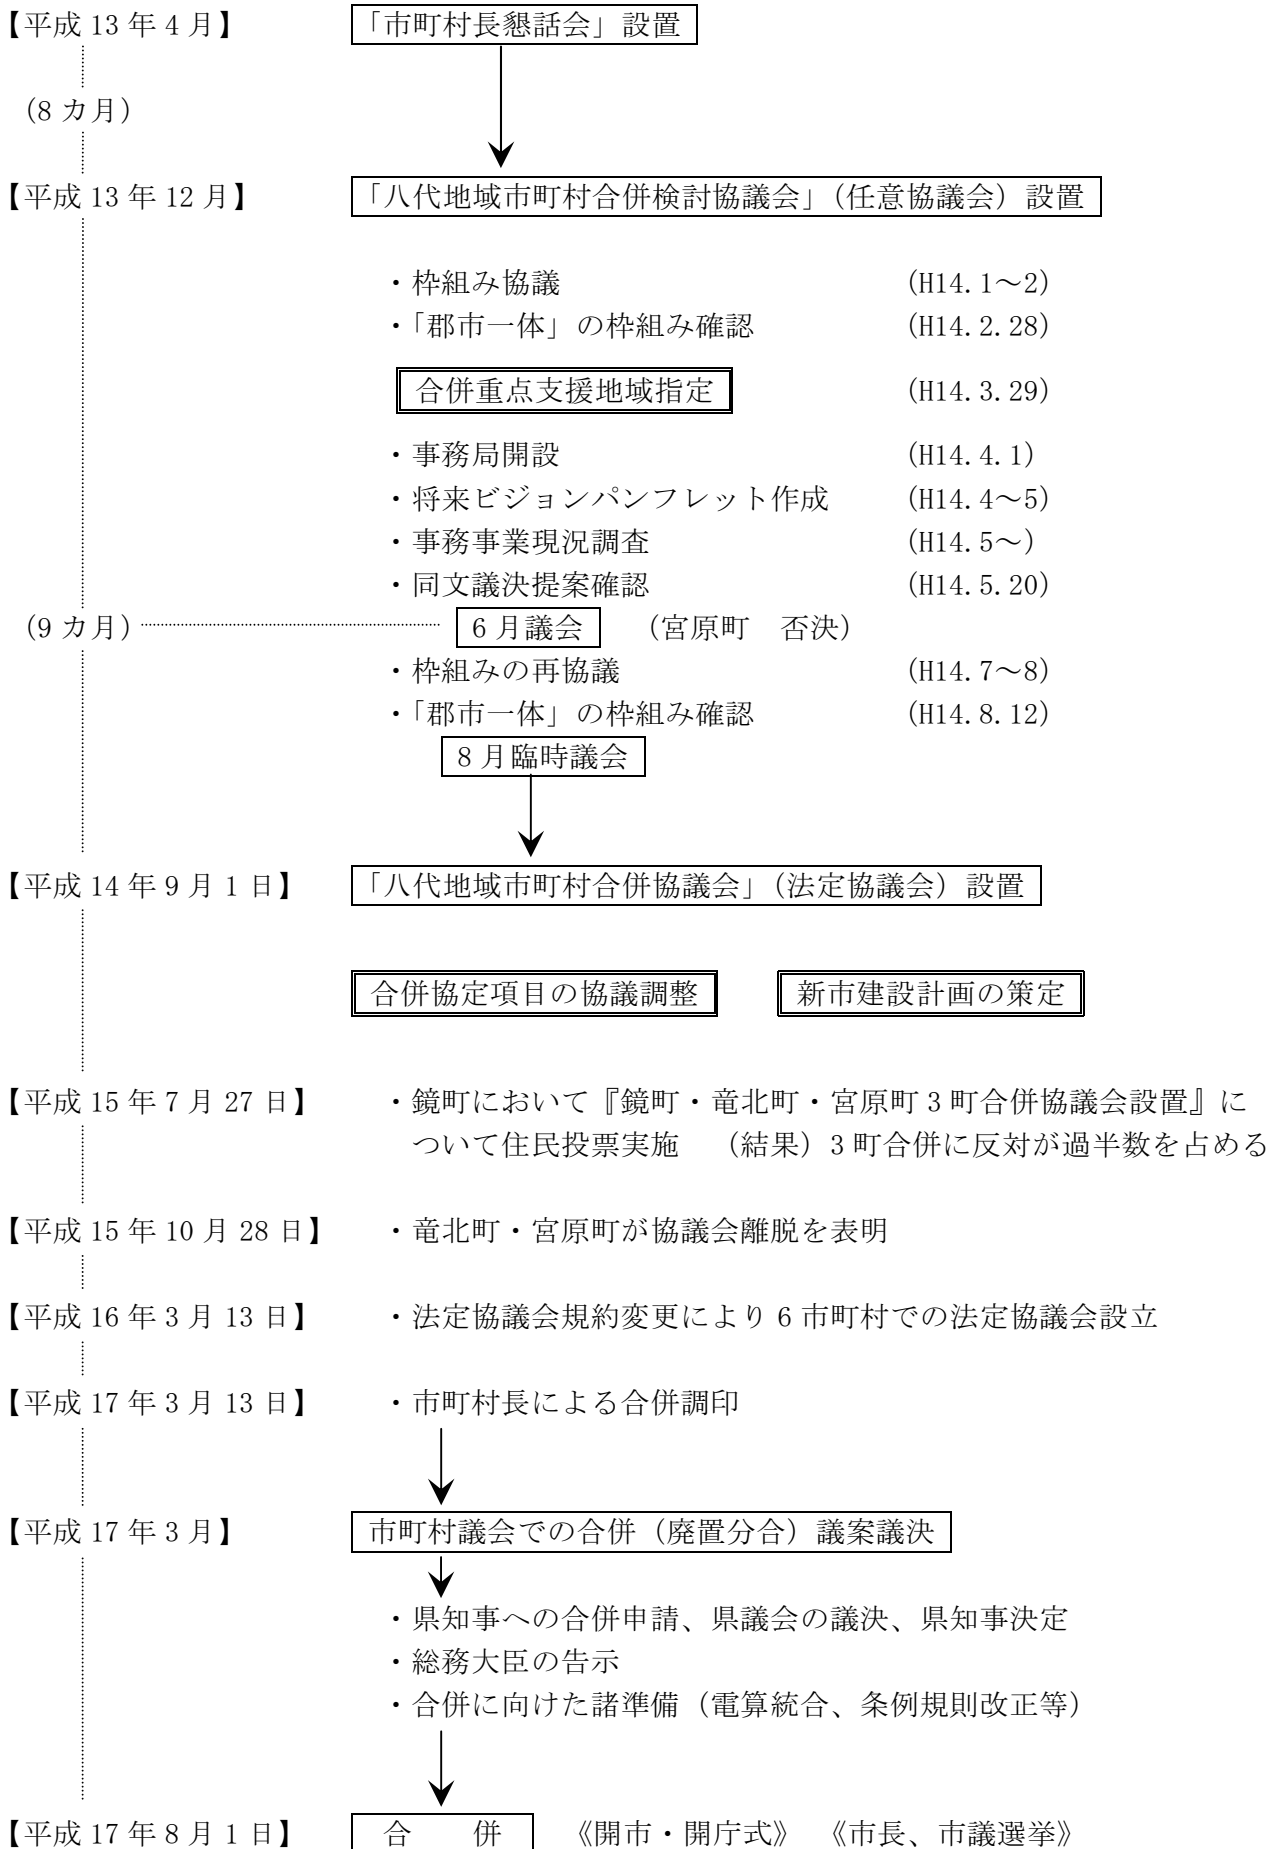 【平成 13 年 4 月】 「市町村長懇話会」設置
(8 カ月)
【平成 13 年 12 月】 「八代地域市町村合併検討協議会」（任意協議会）設置
・枠組み協議 (H14.1～2)
・「郡市一体」の枠組み確認 (H14.2.28)
合併重点支援地域指定 (H14.3.29)
・事務局開設 (H14.4.1)
・将来ビジョンパンフレット作成 (H14.4～5)
・事務事業現況調査 (H14.5～)
・同文議決提案確認 (H14.5.20)
(9 カ月) 6 月議会 （宮原町　否決）
・枠組みの再協議 (H14.7～8)
・「郡市一体」の枠組み確認 (H14.8.12)
8 月臨時議会
【平成 14 年 9 月 1 日】 「八代地域市町村合併協議会」（法定協議会）設置
合併協定項目の協議調整 新市建設計画の策定
【平成 15 年 7 月 27 日】 ・鏡町において『鏡町・竜北町・宮原町 3 町合併協議会設置』に
ついて住民投票実施 （結果）3 町合併に反対が過半数を占める
【平成 15 年 10 月 28 日】 ・竜北町・宮原町が協議会離脱を表明
【平成 16 年 3 月 13 日】 ・法定協議会規約変更により 6 市町村での法定協議会設立
【平成 17 年 3 月 13 日】 ・市町村長による合併調印
【平成 17 年 3 月】 市町村議会での合併（廃置分合）議案議決
・県知事への合併申請、県議会の議決、県知事決定
・総務大臣の告示
・合併に向けた諸準備（電算統合、条例規則改正等）
【平成 17 年 8 月 1 日】 合　併 《開市・開庁式》 《市長、市議選挙》